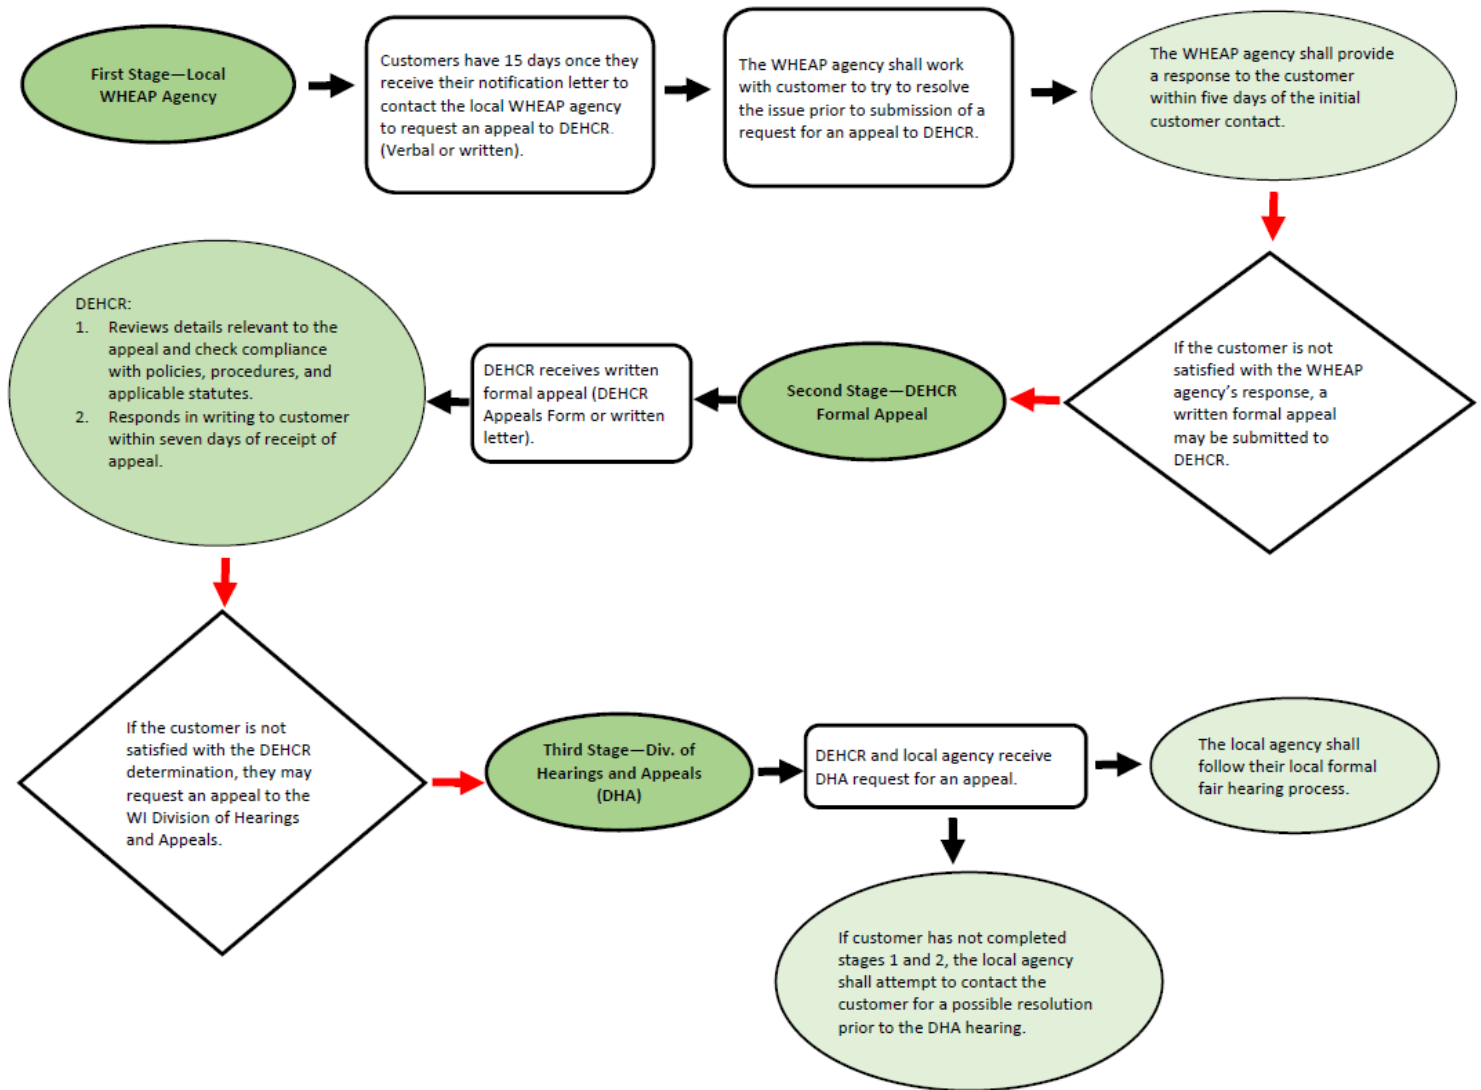 First Stage—Local
WHEAP Agency
Customers have 15 days once they
receive their notification letter to
contact the local WHEAP agency
to request an appeal to DEHCR.
(Verbal or written).
The WHEAP agency shall work
with customer to try to resolve
the issue prior to submission of a
request for an appeal to DEHCR.
The WHEAP agency shall provide
a response to the customer
within five days of the initial
customer contact.
If the customer is not
satisfied with the WHEAP
agency's response, a
written formal appeal
may be submitted to
DEHCR.
Second Stage—DEHCR
Formal Appeal
DEHCR receives written
formal appeal (DEHCR
Appeals Form or written
letter).
DEHCR:
1. Reviews details relevant to the
appeal and check compliance
with policies, procedures, and
applicable statutes.
2. Responds in writing to customer
within seven days of receipt of
appeal.
If the customer is not
satisfied with the DEHCR
determination, they may
request an appeal to the
WI Division of Hearings
and Appeals.
Third Stage—Div. of
Hearings and Appeals
(DHA)
DEHCR and local agency receive
DHA request for an appeal.
The local agency shall
follow their local formal
fair hearing process.
If customer has not completed
stages 1 and 2, the local agency
shall attempt to contact the
customer for a possible resolution
prior to the DHA hearing.